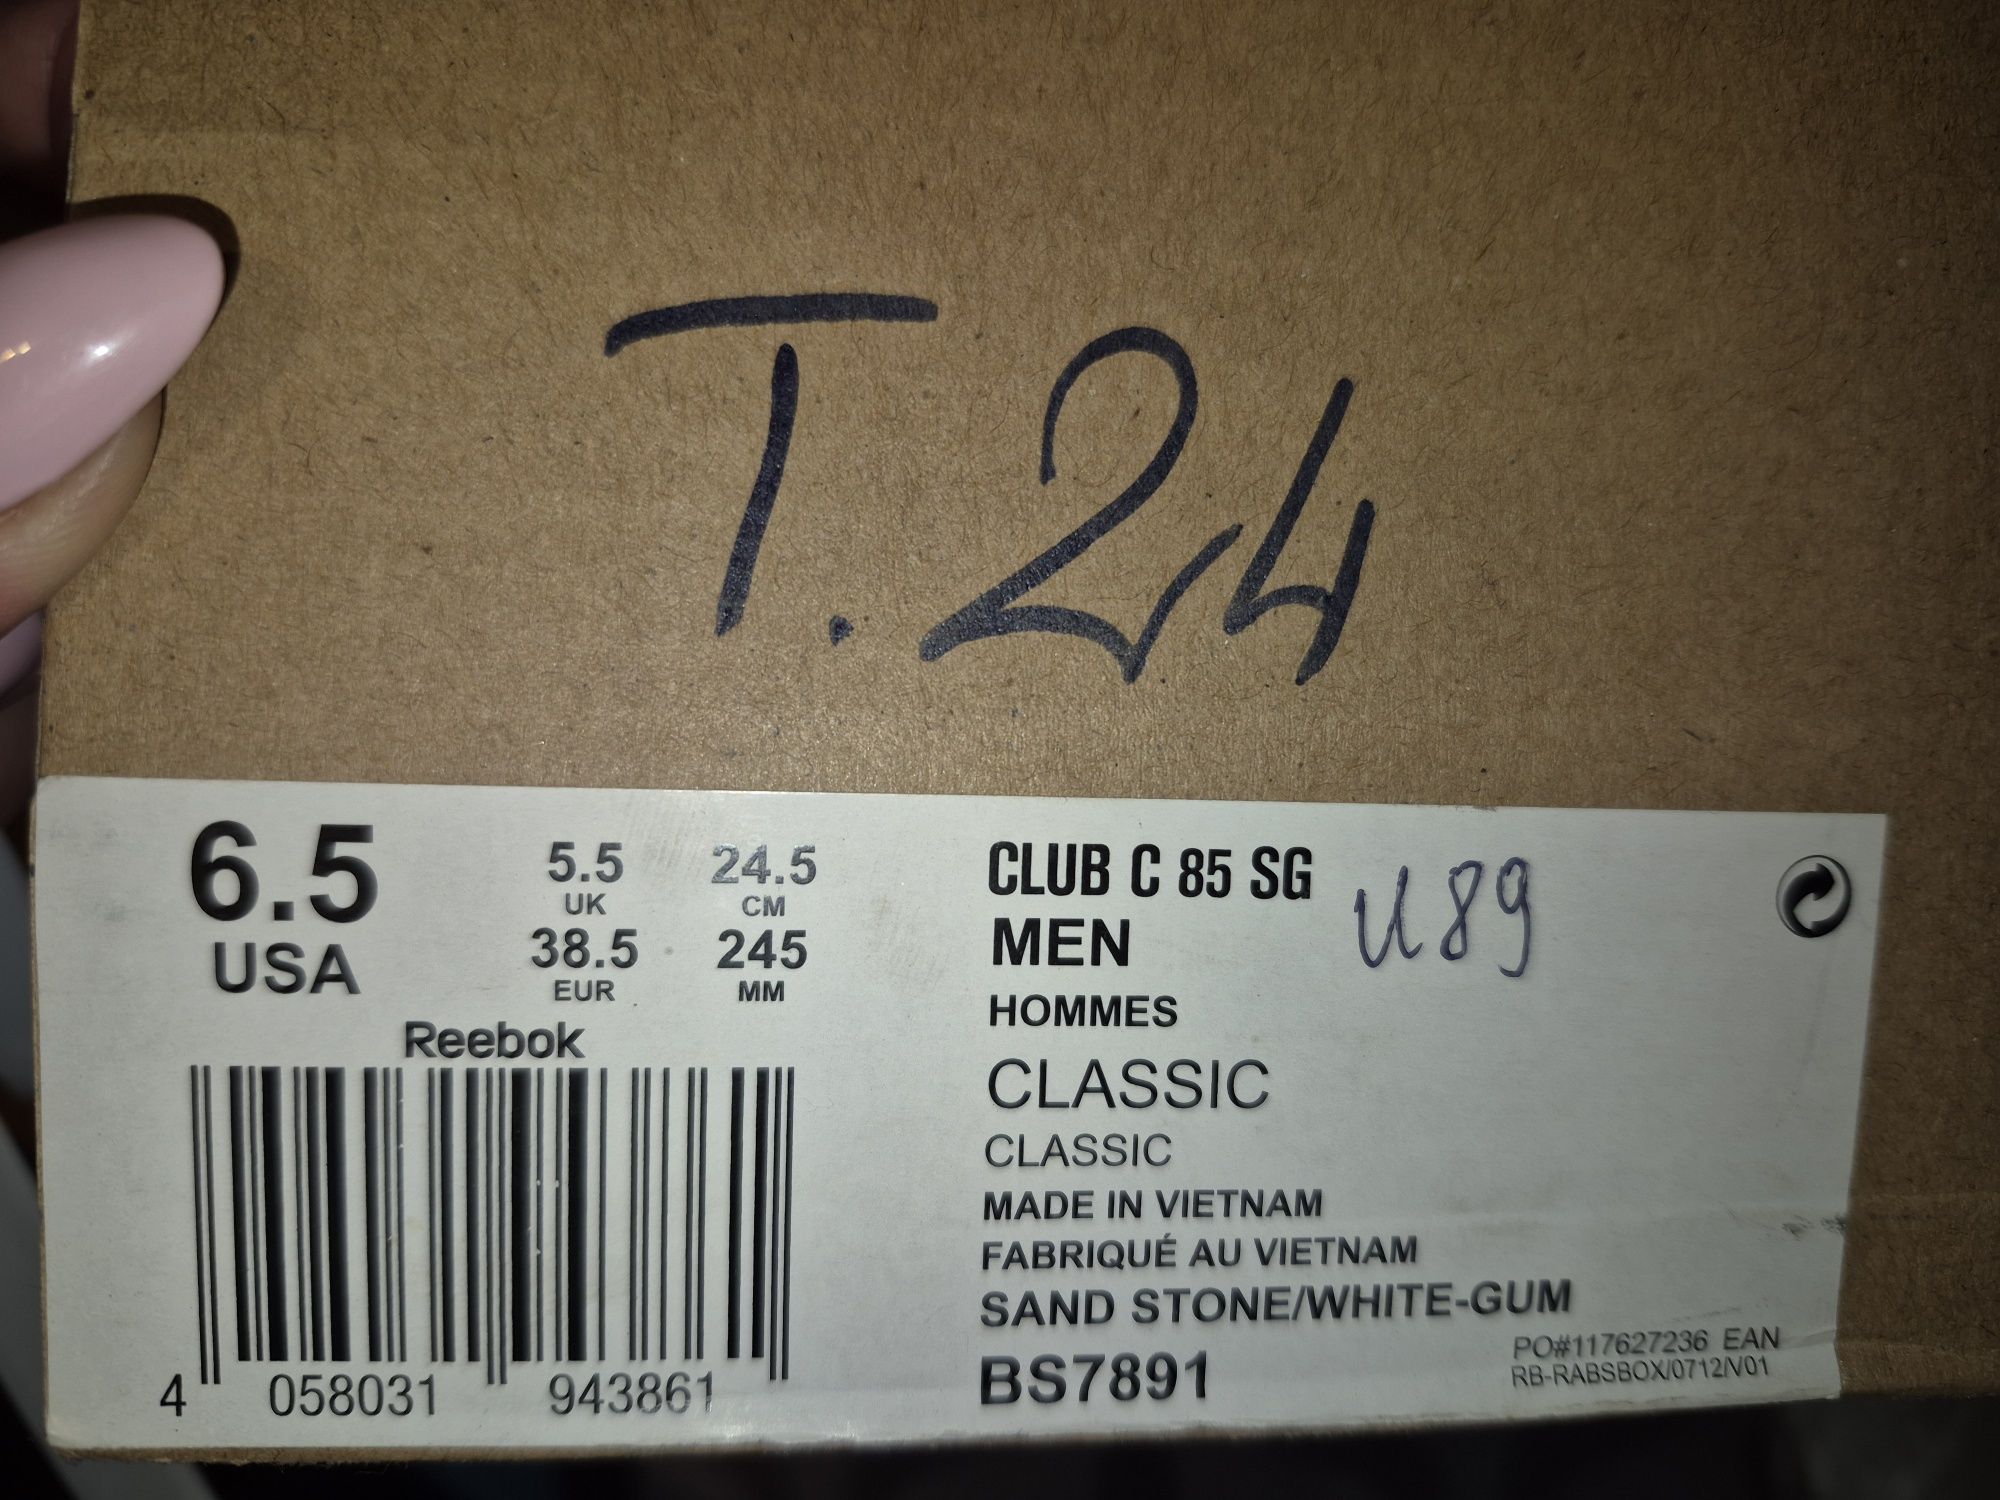 T. 24
6.5
USA
5.5
UK
38.5
EUR
24.5
CM
245
MM
Reebok
4 058031 943861
CLUB C 85 SG
U89
MEN
HOMMES
CLASSIC
CLASSIC
MADE IN VIETNAM
FABRIQUÉ AU VIETNAM
SAND STONE/WHITE-GUM
BS7891
PO#117627236 EAN
RB-RABSBOX/0712/V01